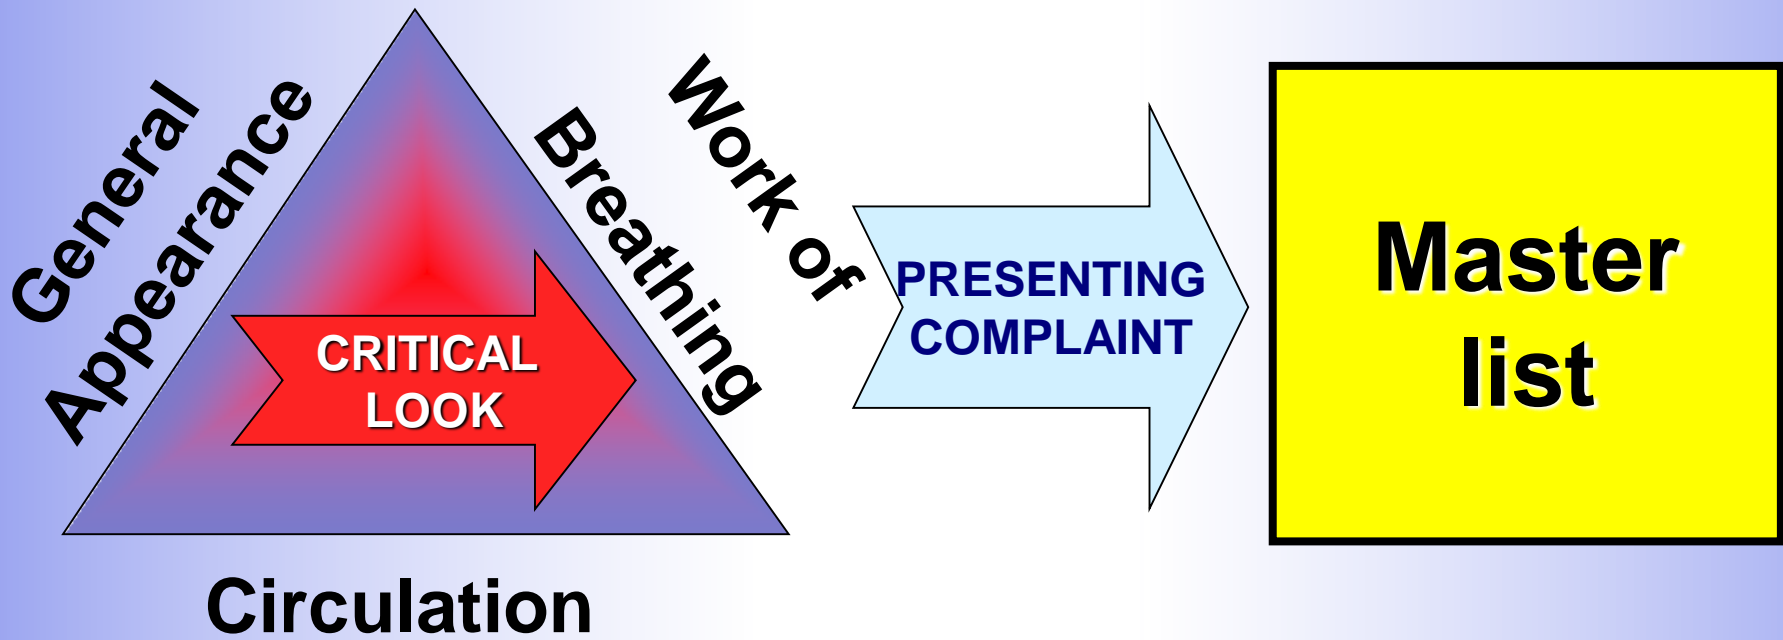 General
Appearance
Work of
Breathing
CRITICAL
LOOK
Circulation
PRESENTING
COMPLAINT
Master
list